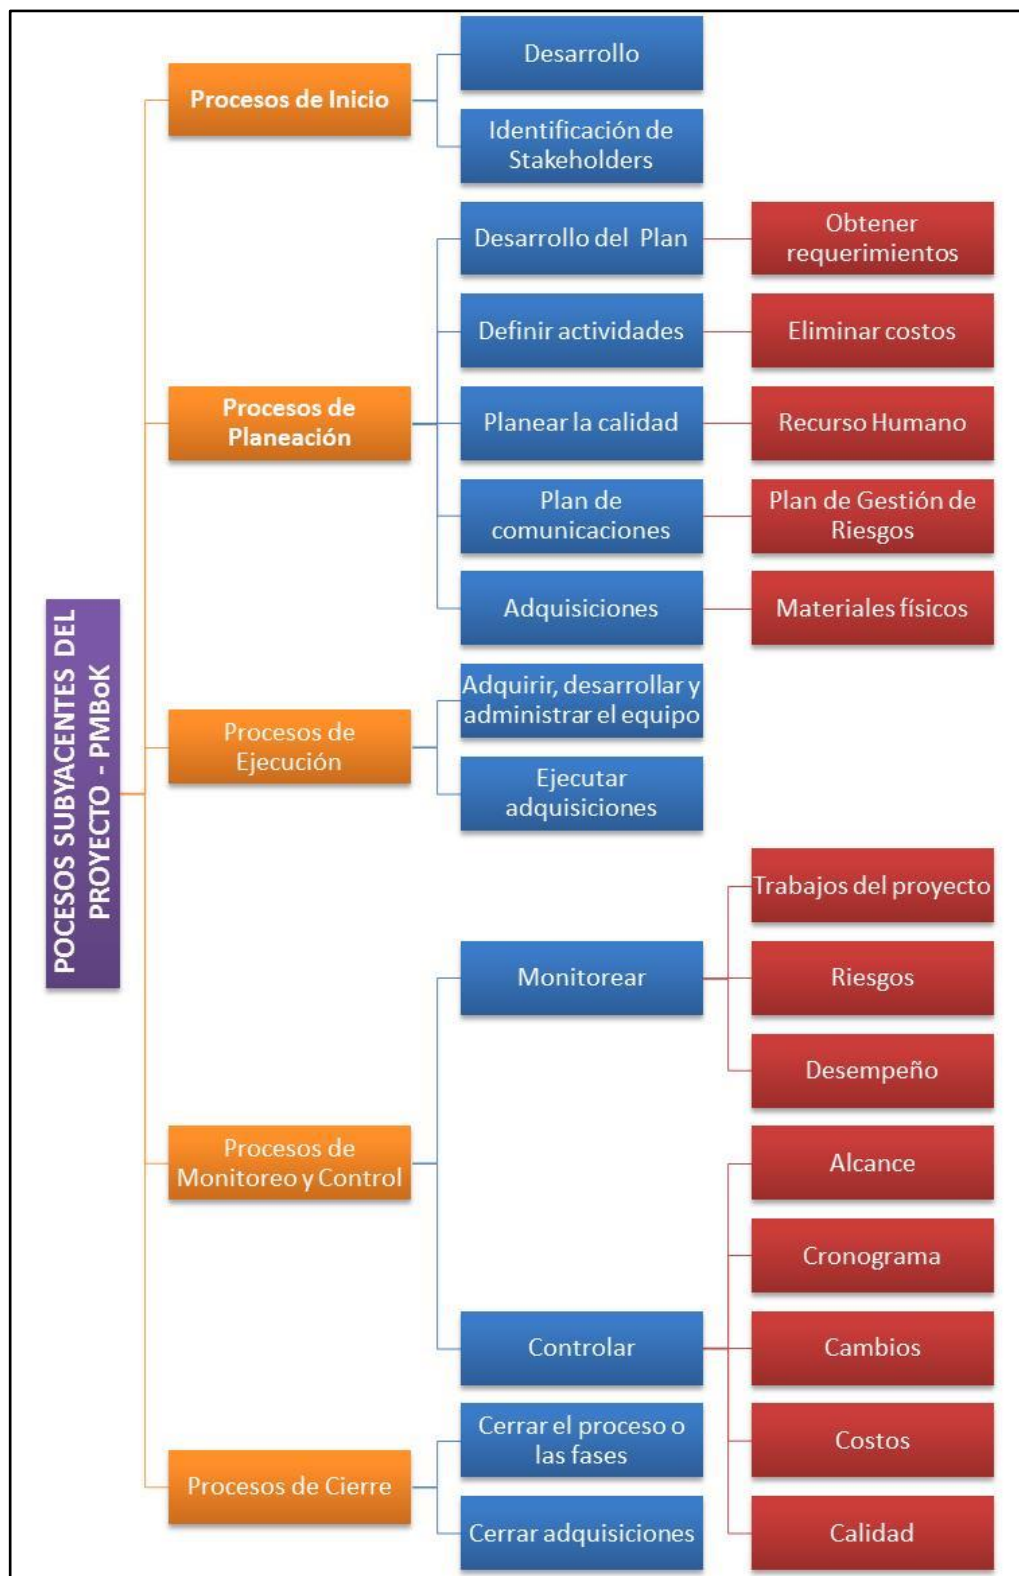 POCESOS SUBYACENTES DEL
PROYECTO - PMBoK
Procesos de Inicio
Desarrollo
Identificación de
Stakeholders
Procesos de
Planeación
Desarrollo del Plan
Obtener
requerimientos
Definir actividades
Eliminar costos
Planear la calidad
Recurso Humano
Plan de
comunicaciones
Plan de Gestión de
Riesgos
Adquisiciones
Materiales físicos
Procesos de
Ejecución
Adquirir, desarrollar y
administrar el equipo
Ejecutar
adquisiciones
Procesos de
Monitoreo y Control
Monitorear
Trabajos del proyecto
Riesgos
Desempeño
Controlar
Alcance
Cronograma
Cambios
Costos
Calidad
Procesos de Cierre
Cerrar el proceso o
las fases
Cerrar adquisiciones